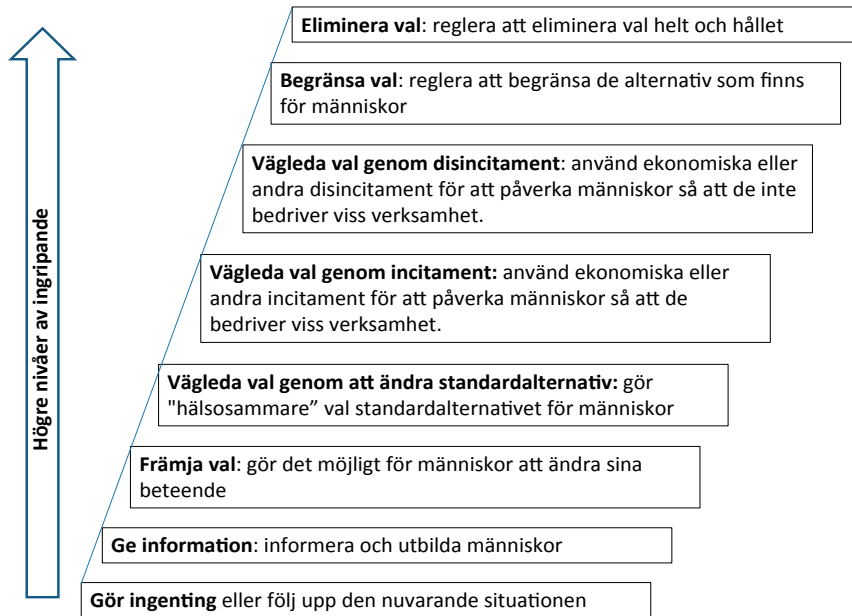 Eliminera val: reglera att eliminera val helt och hållet
Begränsa val: reglera att begränsa de alternativ som finns
för människor
Vägleda val genom disincitament: använd ekonomiska eller
andra disincitament för att påverka människor så att de inte
bedriver viss verksamhet.
Vägleda val genom incitament: använd ekonomiska eller
andra incitament för att påverka människor så att de
bedriver viss verksamhet.
Vägleda val genom att ändra standardalternativ: gör
"hälsosammare” val standardalternativet för människor
Främja val: gör det möjligt för människor att ändra sina
beteende
Ge information: informera och utbilda människor
Gör ingenting eller följ upp den nuvarande situationen
Högre nivåer av ingripande